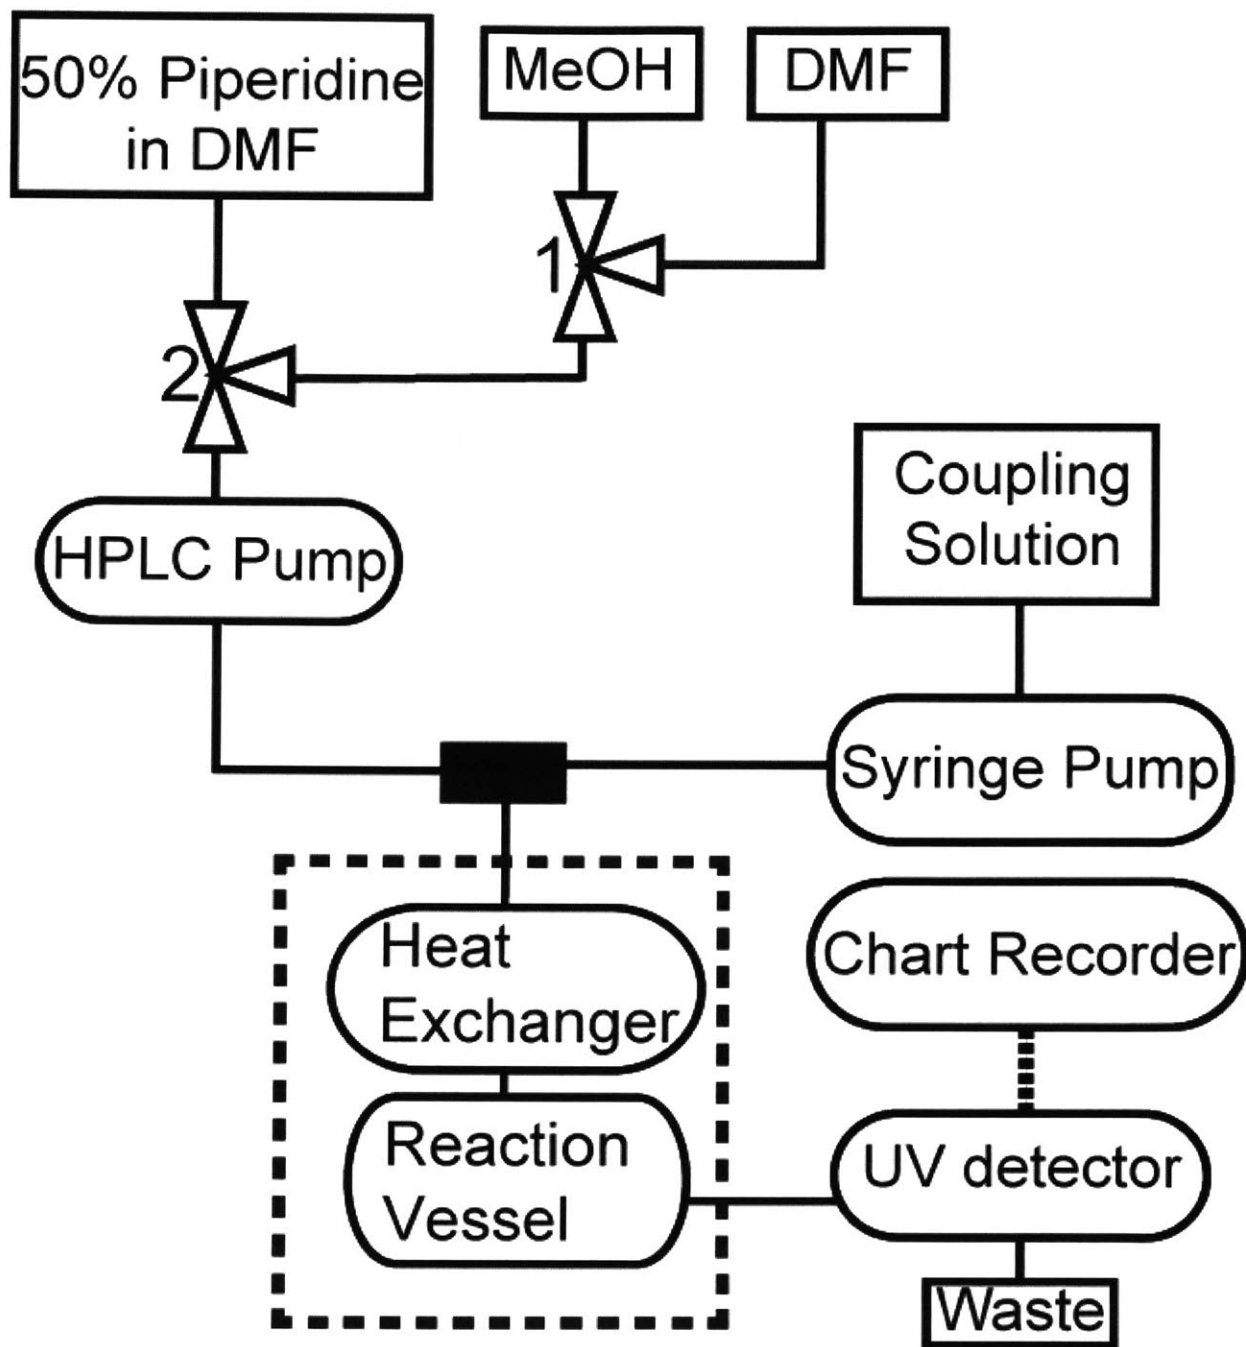 50% Piperidine
in DMF
MeOH
DMF
1
2
HPLC Pump
Coupling
Solution
Syringe Pump
Heat
Exchanger
Chart Recorder
Reaction
Vessel
UV detector
Waste